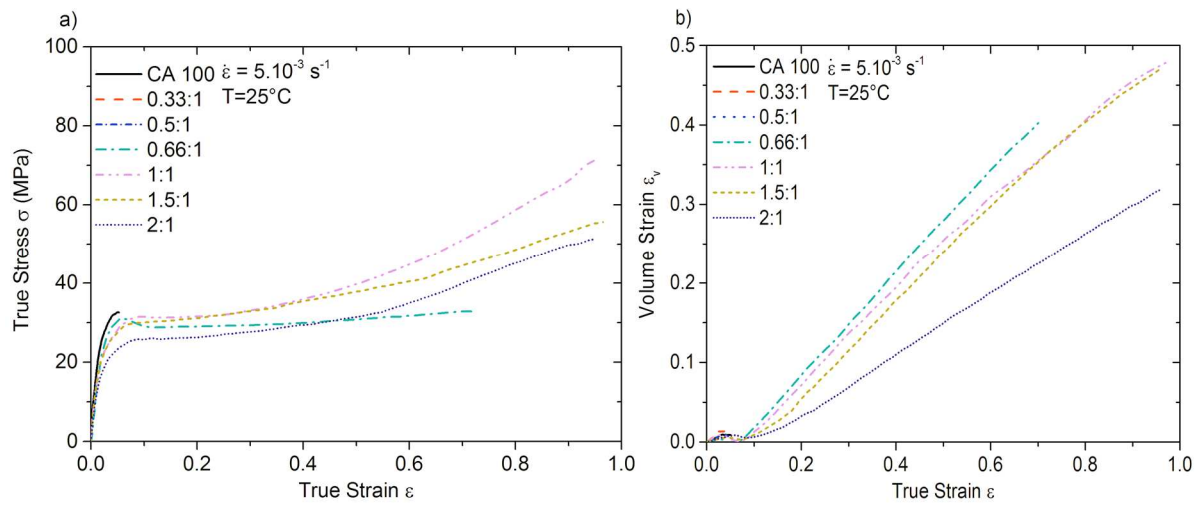 a)
True Stress σ (MPa)
100
80
60
40
20
0
CA 100 ε̇ = 5.10⁻³ s⁻¹
0.33:1 T=25°C
0.5:1
0.66:1
1:1
1.5:1
2:1
0.0 0.2 0.4 0.6 0.8 1.0
True Strain ε
b)
Volume Strain εᵥ
0.5
0.4
0.3
0.2
0.1
0.0
CA 100 ε̇ = 5.10⁻³ s⁻¹
0.33:1 T=25°C
0.5:1
0.66:1
1:1
1.5:1
2:1
0.0 0.2 0.4 0.6 0.8 1.0
True Strain ε